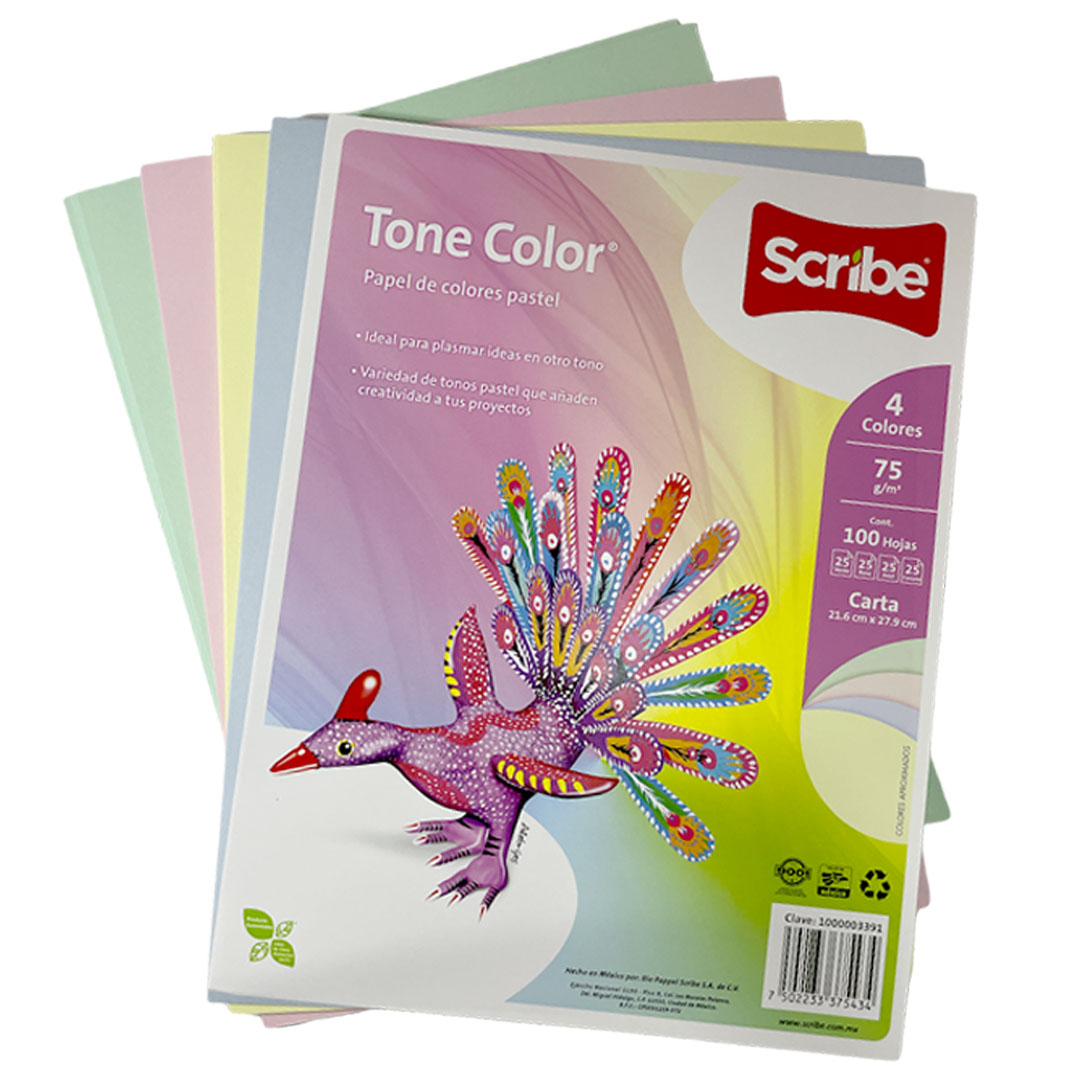 Tone Color®
Papel de colores pastel
• Ideal para plasmar ideas en otro tono
• Variedad de tonos pastel que añaden
creatividad a tus proyectos
Scribe®
4
Colores
75
g/m²
Cont.
100 Hojas
25 25 25 25
Carta
21.6 cm x 27.9 cm
COLORES APROXIMADOS
Clave: 1000003391
7 502233 375434
www.scribe.com.mx
Hecho en México por: Bio Pappel Scribe S.A. de C.V.